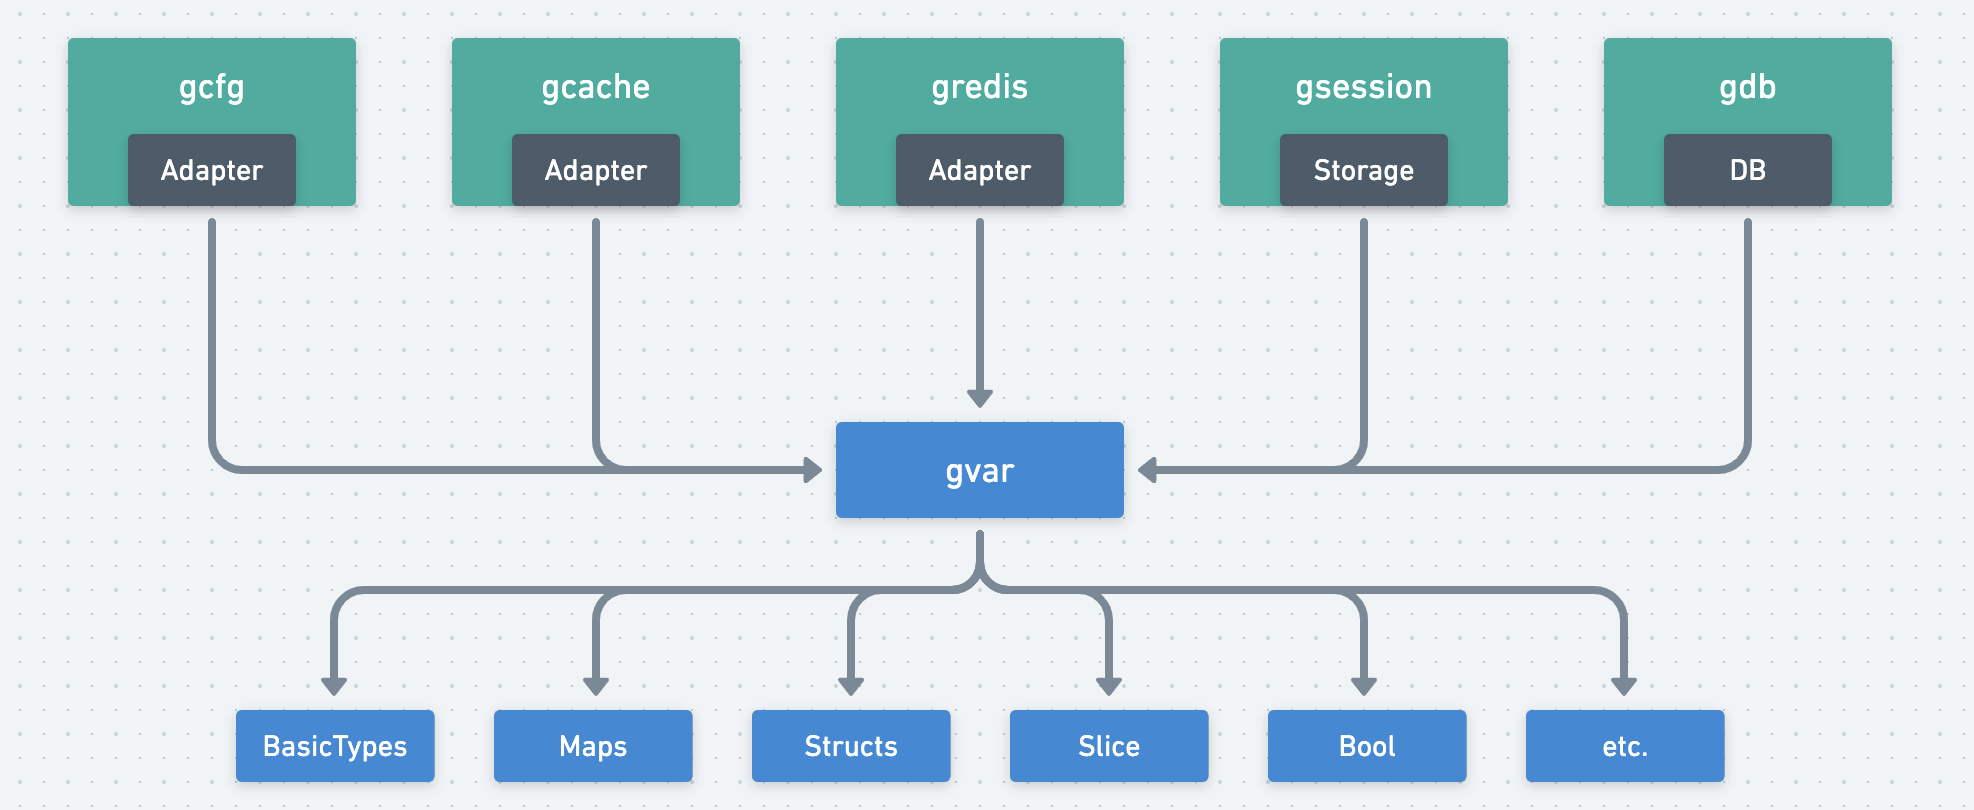 gcfg
gcache
gredis
gsession
gdb
Adapter
Adapter
Adapter
Storage
DB
gvar
BasicTypes
Maps
Structs
Slice
Bool
etc.